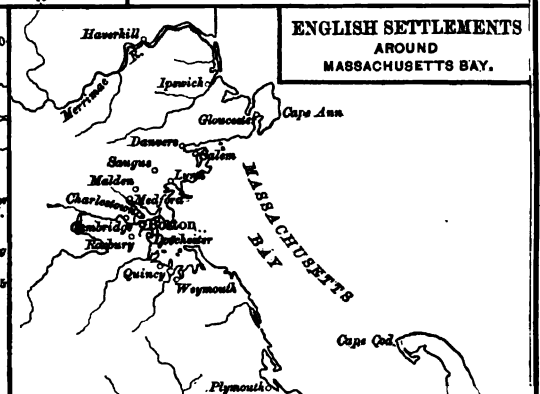 ENGLISH SETTLEMENTS
AROUND
MASSACHUSETTS BAY.
Haverhill
R.
Merrimac
Ipswich
Cape Ann
Gloucester
Danvers
Salem
Saugus
Lynn
Malden
Medford
Charlestown
Cambridge
Boston
Roxbury
Dorchester
Quincy
Weymouth
MASSACHUSETTS
BAY
Cape Cod
Plymouth